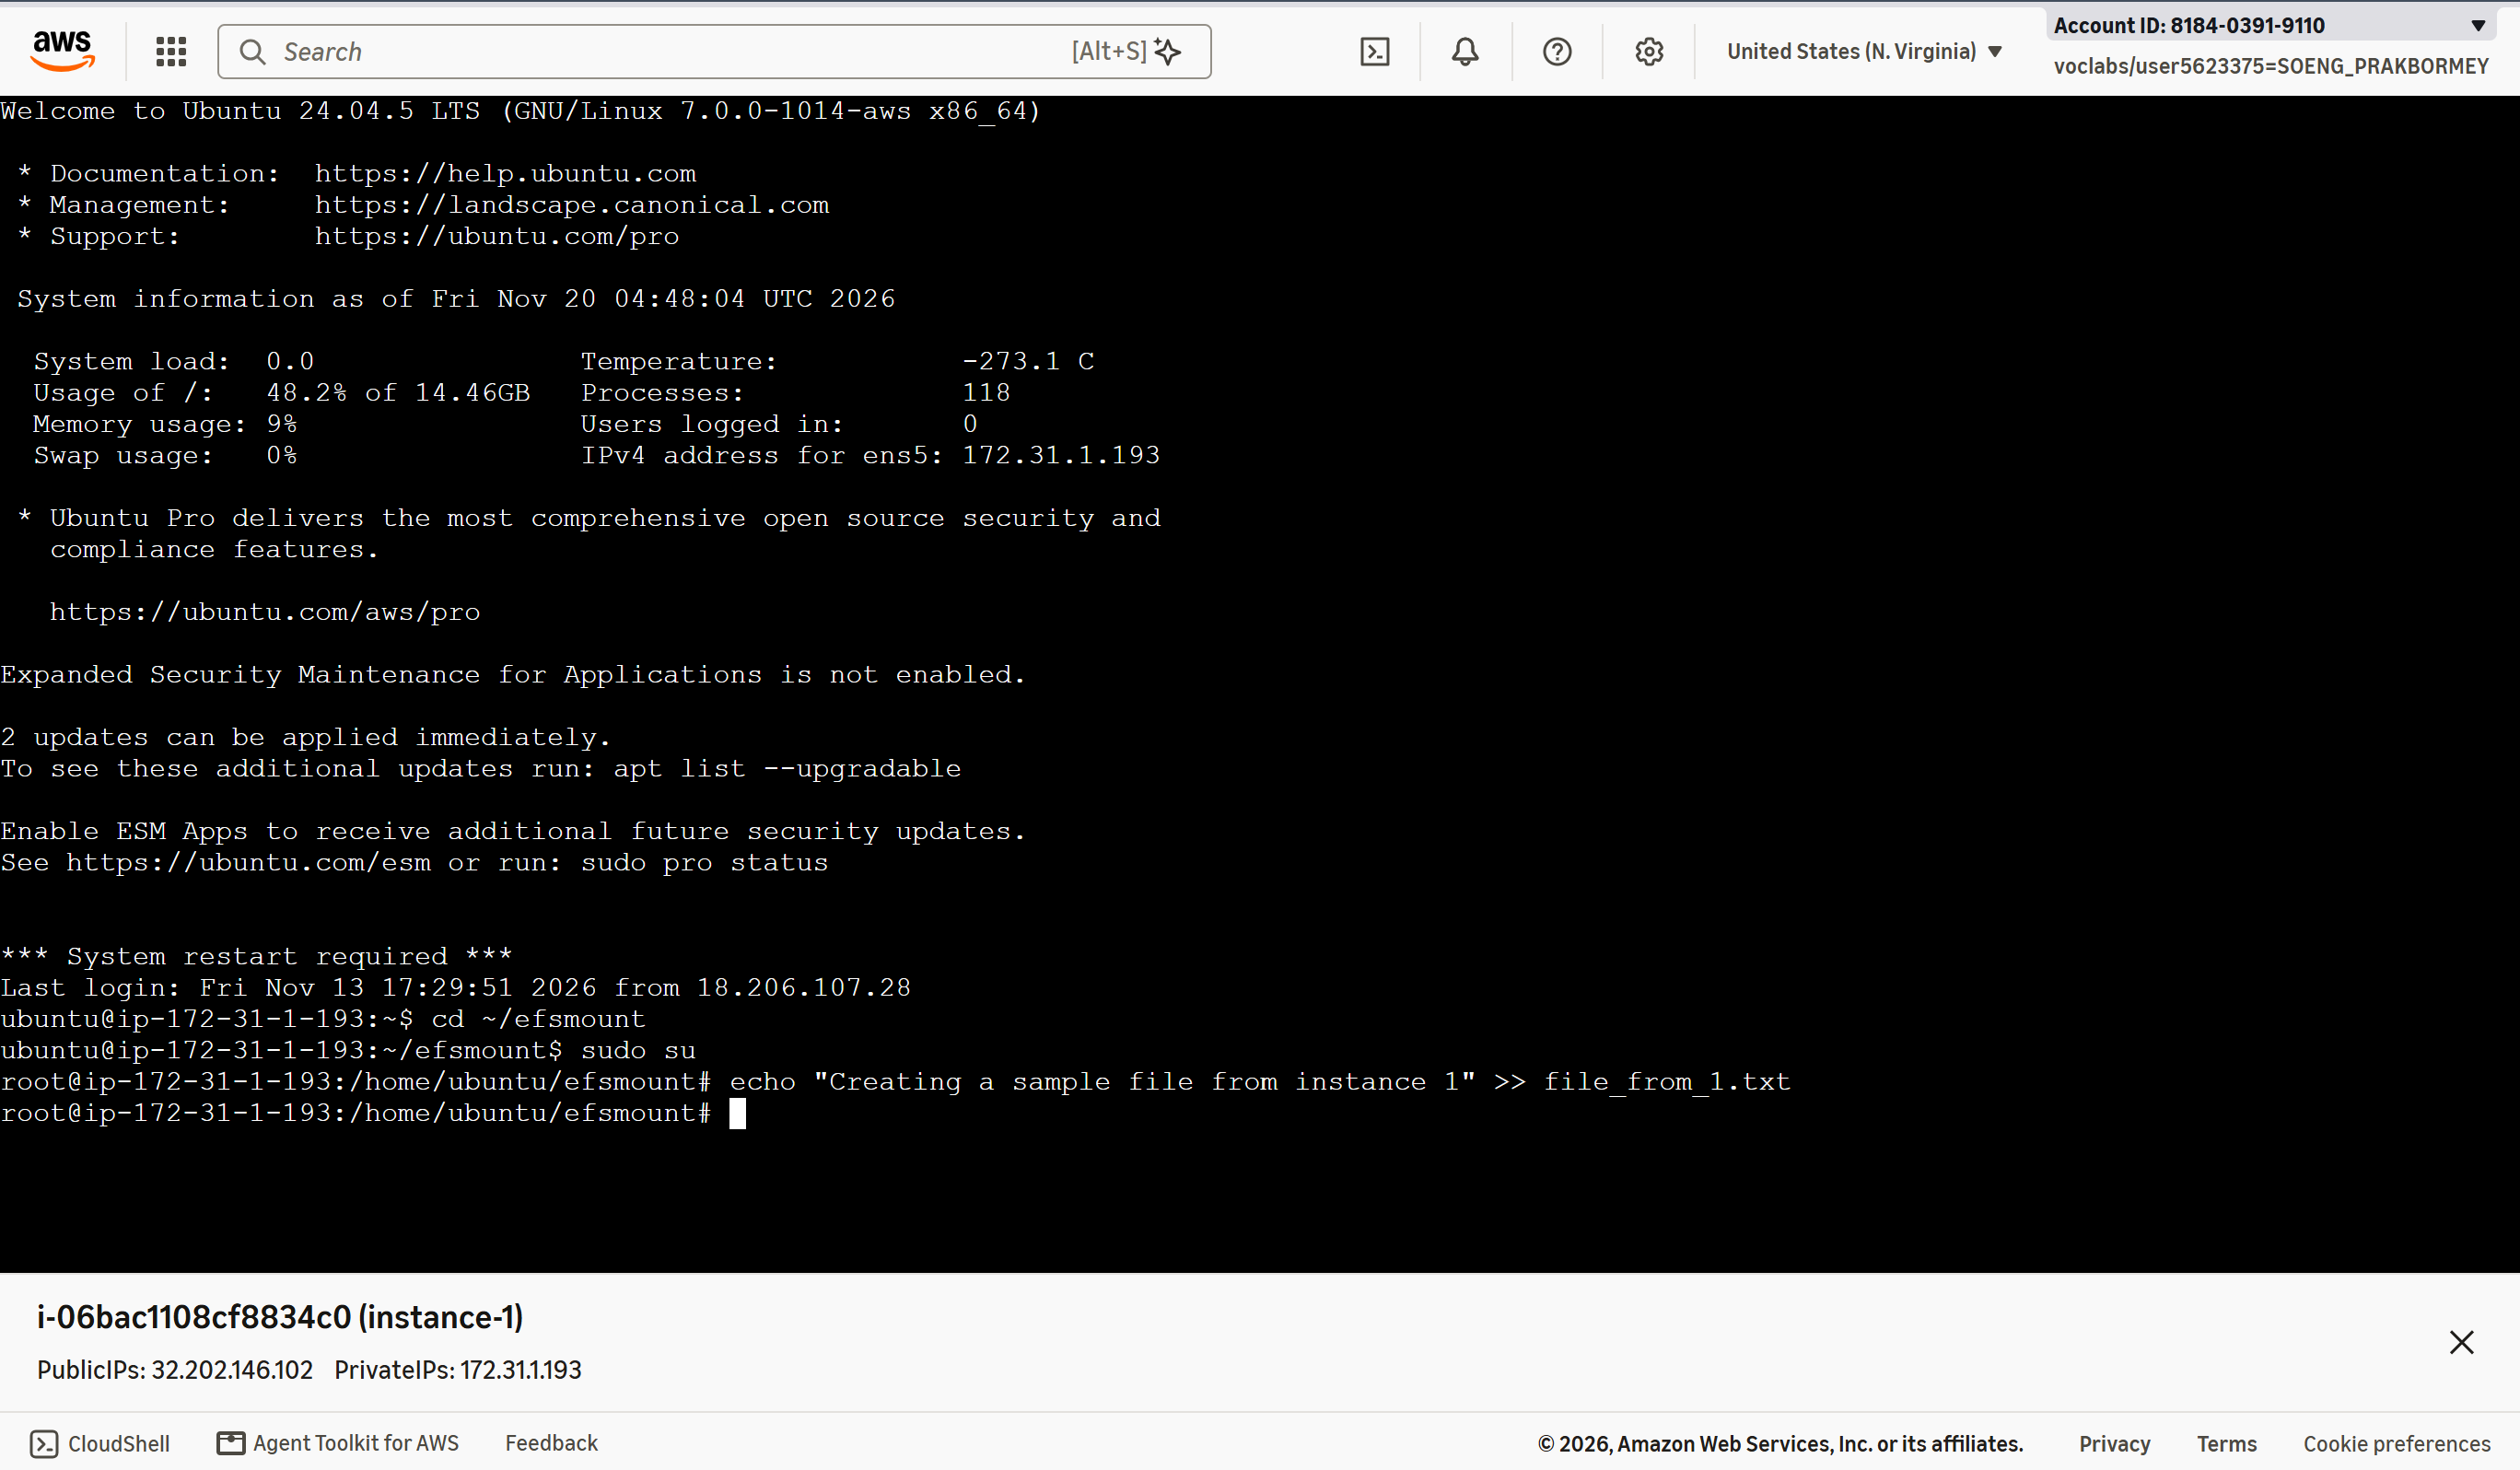 aws
Search [Alt+S]
United States (N. Virginia)
Account ID: 8184-0391-9110
voclabs/user5623375=SOENG_PRAKBORMEY
Welcome to Ubuntu 24.04.5 LTS (GNU/Linux 7.0.0-1014-aws x86_64)
* Documentation: https://help.ubuntu.com
* Management: https://landscape.canonical.com
* Support: https://ubuntu.com/pro
System information as of Fri Nov 20 04:48:04 UTC 2026
System load: 0.0 Temperature: -273.1 C
Usage of /: 48.2% of 14.46GB Processes: 118
Memory usage: 9% Users logged in: 0
Swap usage: 0% IPv4 address for ens5: 172.31.1.193
* Ubuntu Pro delivers the most comprehensive open source security and
compliance features.
https://ubuntu.com/aws/pro
Expanded Security Maintenance for Applications is not enabled.
2 updates can be applied immediately.
To see these additional updates run: apt list --upgradable
Enable ESM Apps to receive additional future security updates.
See https://ubuntu.com/esm or run: sudo pro status
*** System restart required ***
Last login: Fri Nov 13 17:29:51 2026 from 18.206.107.28
ubuntu@ip-172-31-1-193:~$ cd ~/efsmount
ubuntu@ip-172-31-1-193:~/efsmount$ sudo su
root@ip-172-31-1-193:/home/ubuntu/efsmount# echo "Creating a sample file from instance 1" >> file_from_1.txt
root@ip-172-31-1-193:/home/ubuntu/efsmount#
i-06bac1108cf8834c0 (instance-1)
PublicIPs: 32.202.146.102 PrivateIPs: 172.31.1.193
CloudShell Agent Toolkit for AWS Feedback © 2026, Amazon Web Services, Inc. or its affiliates. Privacy Terms Cookie preferences